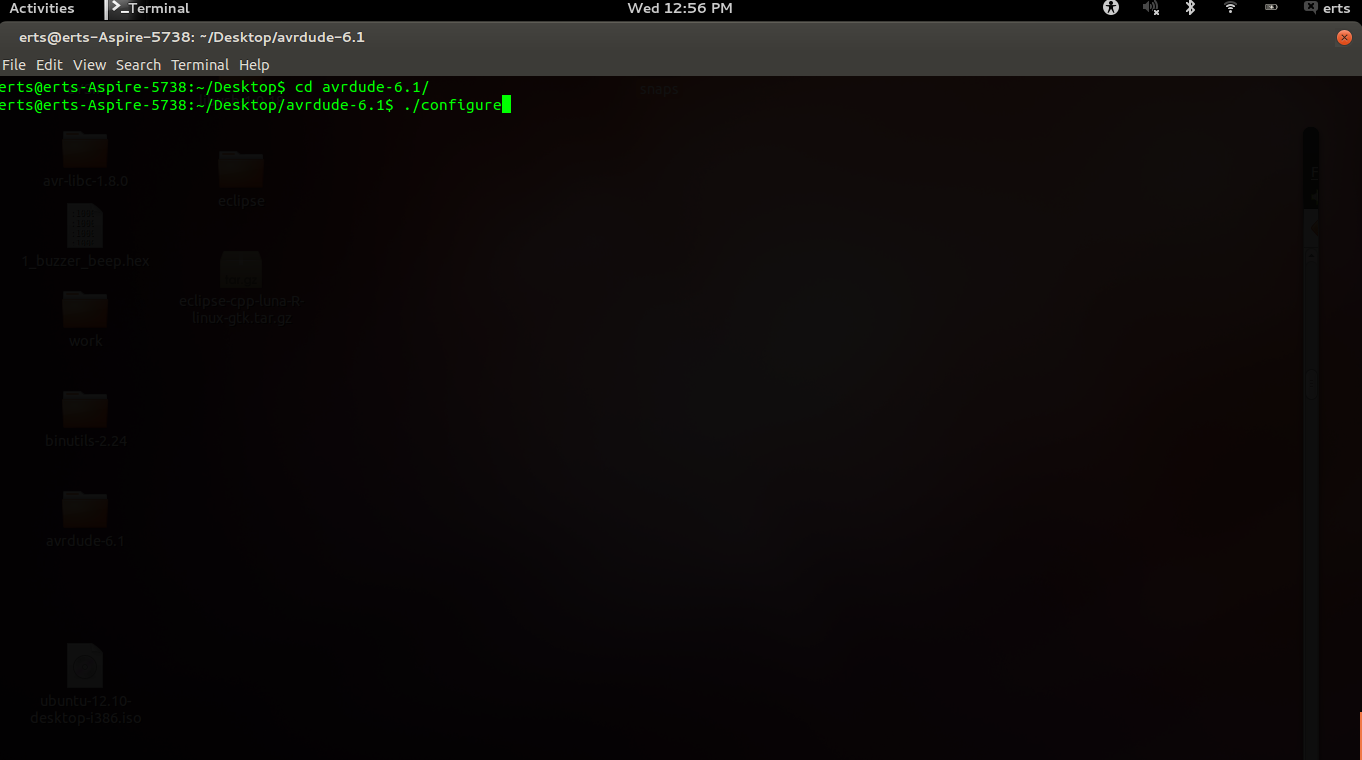 Activities Terminal Wed 12:56 PM erts
erts@erts-Aspire-5738: ~/Desktop/avrdude-6.1
File Edit View Search Terminal Help
erts@erts-Aspire-5738:~/Desktop$ cd avrdude-6.1/
erts@erts-Aspire-5738:~/Desktop/avrdude-6.1$ ./configure
snaps
avr-libc-1.8.0
eclipse
1_buzzer_beep.hex
eclipse-cpp-luna-R-
linux-gtk.tar.gz
work
binutils-2.24
avrdude-6.1
ubuntu-12.10-
desktop-i386.iso